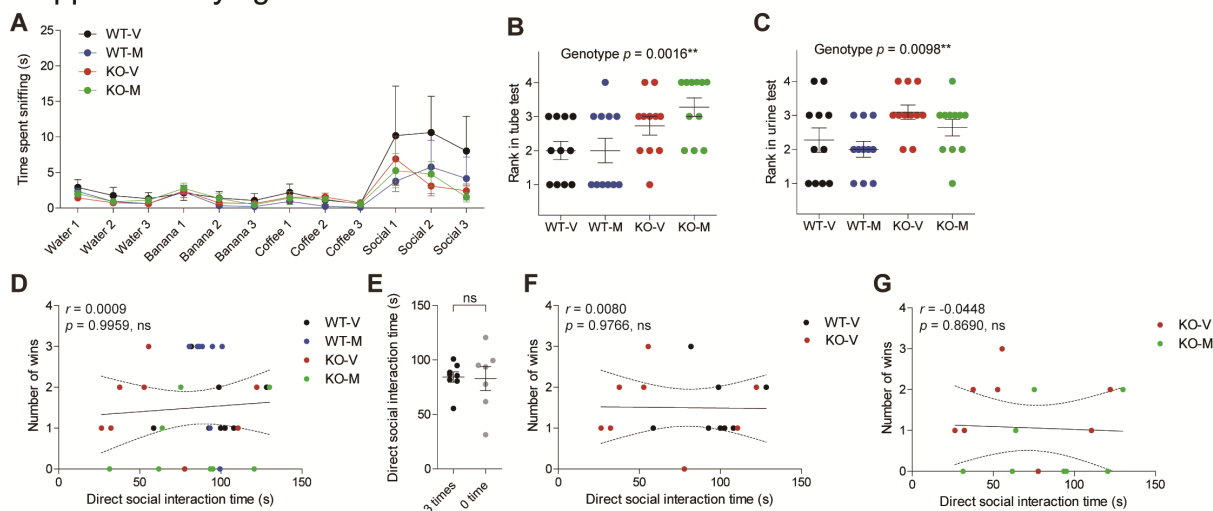 A
25
20
15
10
5
0
Time spent sniffing (s)
WT-V
WT-M
KO-V
KO-M
Water 1
Water 2
Water 3
Banana 1
Banana 2
Banana 3
Coffee 1
Coffee 2
Coffee 3
Social 1
Social 2
Social 3
B
Genotype p = 0.0016**
Rank in tube test
4
3
2
1
WT-V
WT-M
KO-V
KO-M
C
Genotype p = 0.0098**
Rank in urine test
4
3
2
1
WT-V
WT-M
KO-V
KO-M
D
r = 0.0009
p = 0.9959, ns
Number of wins
4
3
2
1
0
0
50
100
150
Direct social interaction time (s)
WT-V
WT-M
KO-V
KO-M
E
ns
Direct social interaction time (s)
150
100
50
0
3 times
0 time
F
r = 0.0080
p = 0.9766, ns
Number of wins
4
3
2
1
0
0
50
100
150
Direct social interaction time (s)
WT-V
KO-V
G
r = -0.0448
p = 0.8690, ns
Number of wins
4
3
2
1
0
0
50
100
150
Direct social interaction time (s)
KO-V
KO-M